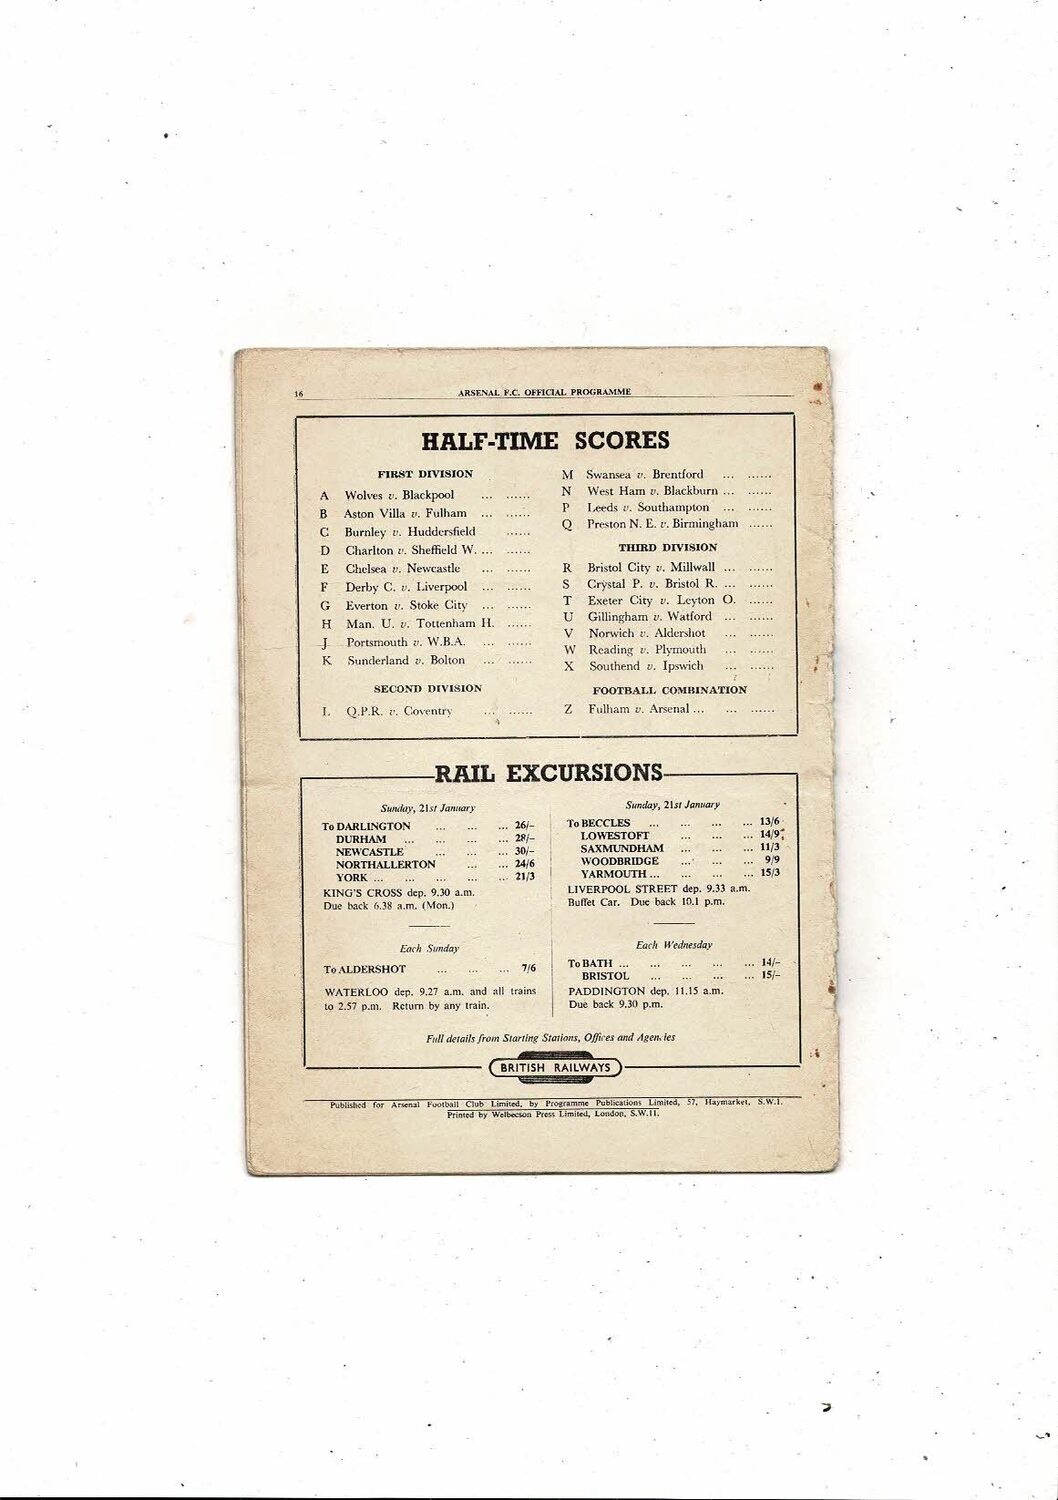 16
ARSENAL F.C. OFFICIAL PROGRAMME
HALF-TIME SCORES
FIRST DIVISION
A Wolves v. Blackpool ... ......
B Aston Villa v. Fulham ... ......
C Burnley v. Huddersfield ......
D Charlton v. Sheffield W. ... ......
E Chelsea v. Newcastle ... ......
F Derby C. v. Liverpool ... ......
G Everton v. Stoke City ... ......
H Man. U. v. Tottenham H. ......
J Portsmouth v. W.B.A. ... ......
K Sunderland v. Bolton ... ......
SECOND DIVISION
L Q.P.R. v. Coventry ... ......
M Swansea v. Brentford ... ......
N West Ham v. Blackburn ... ......
P Leeds v. Southampton ... ......
Q Preston N. E. v. Birmingham ......
THIRD DIVISION
R Bristol City v. Millwall ... ......
S Crystal P. v. Bristol R. ... ......
T Exeter City v. Leyton O. ......
U Gillingham v. Watford ... ......
V Norwich v. Aldershot ... ......
W Reading v. Plymouth ... ......
X Southend v. Ipswich ... ......
FOOTBALL COMBINATION
Z Fulham v. Arsenal ... ... ......
RAIL EXCURSIONS
Sunday, 21st January
To DARLINGTON ... ... ... 26/-
DURHAM ... ... ... ... 28/-
NEWCASTLE ... ... ... 30/-
NORTHALLERTON ... ... 24/6
YORK ... ... ... ... ... 21/3
KING'S CROSS dep. 9.30 a.m.
Due back 6.38 a.m. (Mon.)
Each Sunday
To ALDERSHOT ... ... ... 7/6
WATERLOO dep. 9.27 a.m. and all trains
to 2.57 p.m. Return by any train.
Sunday, 21st January
To BECCLES ... ... ... ... 13/6
LOWESTOFT ... ... ... 14/9
SAXMUNDHAM ... ... ... 11/3
WOODBRIDGE ... ... ... 9/9
YARMOUTH ... ... ... ... 15/3
LIVERPOOL STREET dep. 9.33 a.m.
Buffet Car. Due back 10.1 p.m.
Each Wednesday
To BATH ... ... ... ... ... 14/-
BRISTOL ... ... ... ... 15/-
PADDINGTON dep. 11.15 a.m.
Due back 9.30 p.m.
Full details from Starting Stations, Offices and Agencies
BRITISH RAILWAYS
Published for Arsenal Football Club Limited, by Programme Publications Limited, 57, Haymarket, S.W.1.
Printed by Welbecson Press Limited, London, S.W.11.